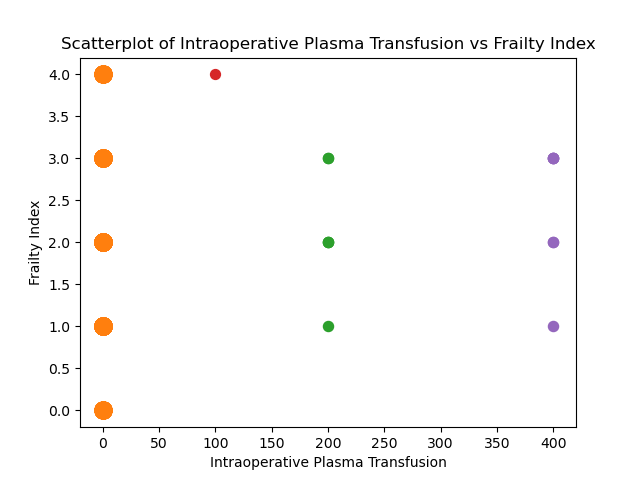 Scatterplot of Intraoperative Plasma Transfusion vs Frailty Index
4.0
3.5
3.0
2.5
2.0
1.5
1.0
0.5
0.0
Frailty Index
0 50 100 150 200 250 300 350 400
Intraoperative Plasma Transfusion